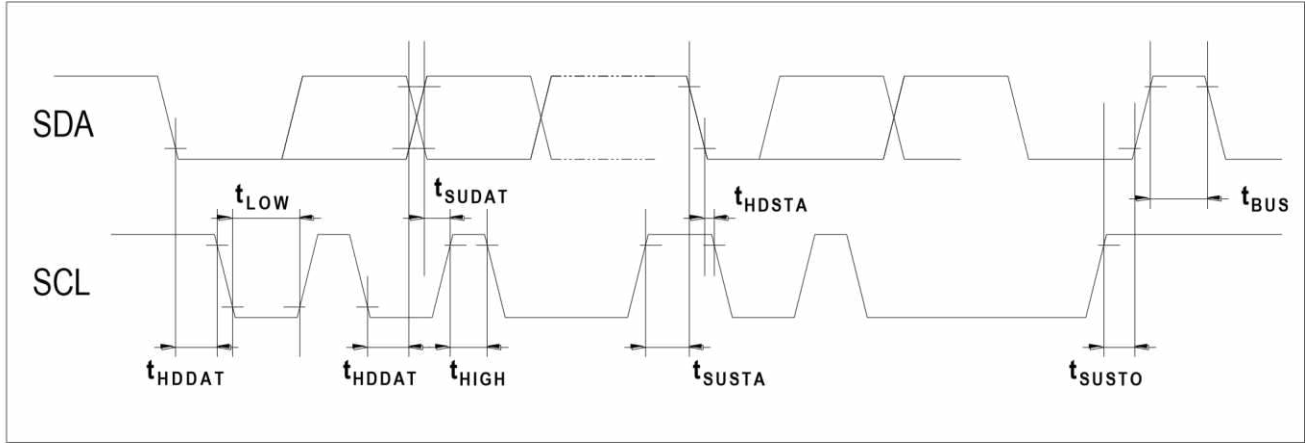 SDA
tLOW
tSUDAT
tHDSTA
tBUS
SCL
tHDDAT
tHDDAT
tHIGH
tSUSTA
tSUSTO